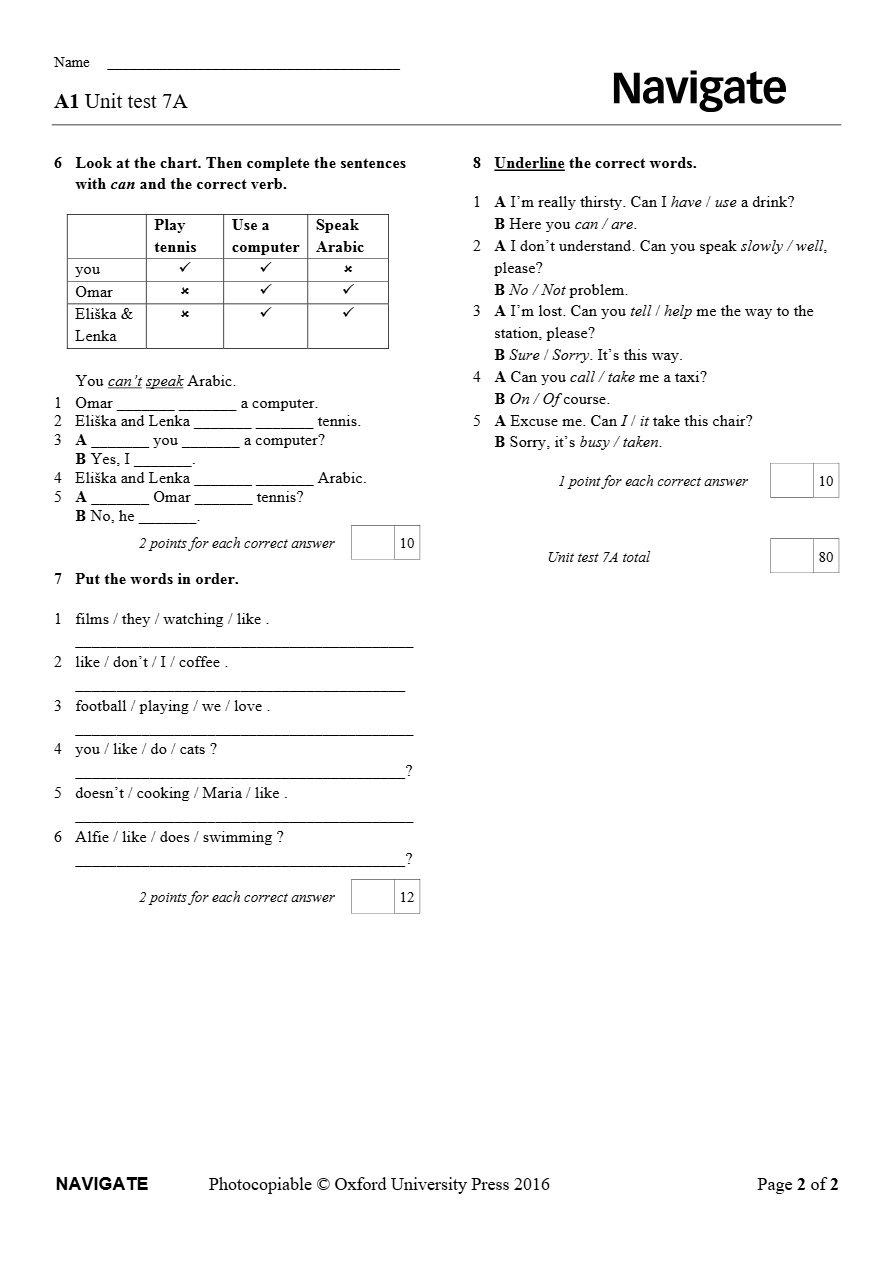 Name _______________________________________
Navigate
A1 Unit test 7A
6 Look at the chart. Then complete the sentences
with can and the correct verb.
Play tennis Use a computer Speak Arabic
you ✓ ✓ ×
Omar × ✓ ✓
Eliška & Lenka × ✓ ✓
You can't speak Arabic.
1 Omar _______ _______ a computer.
2 Eliška and Lenka _______ _______ tennis.
3 A _______ you _______ a computer?
B Yes, I _______.
4 Eliška and Lenka _______ _______ Arabic.
5 A _______ Omar _______ tennis?
B No, he _______.
2 points for each correct answer 10
7 Put the words in order.
1 films / they / watching / like .
_________________________________________
2 like / don't / I / coffee .
________________________________________
3 football / playing / we / love .
_________________________________________
4 you / like / do / cats ?
________________________________________?
5 doesn't / cooking / Maria / like .
_________________________________________
6 Alfie / like / does / swimming ?
________________________________________?
2 points for each correct answer 12
8 Underline the correct words.
1 A I'm really thirsty. Can I have / use a drink?
B Here you can / are.
2 A I don't understand. Can you speak slowly / well,
please?
B No / Not problem.
3 A I'm lost. Can you tell / help me the way to the
station, please?
B Sure / Sorry. It's this way.
4 A Can you call / take me a taxi?
B On / Of course.
5 A Excuse me. Can I / it take this chair?
B Sorry, it's busy / taken.
1 point for each correct answer 10
Unit test 7A total 80
NAVIGATE Photocopiable © Oxford University Press 2016 Page 2 of 2